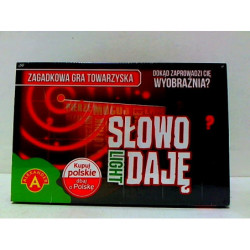 ZAGADKOWA GRA TOWARZYSKA
DOKĄD ZAPROWADZI CIĘ
WYOBRAŹNIA?
SŁOWO
LIGHT
DAJĘ
?
Kupuj
polskie
dbaj
o Polskę
A
ALEXANDER